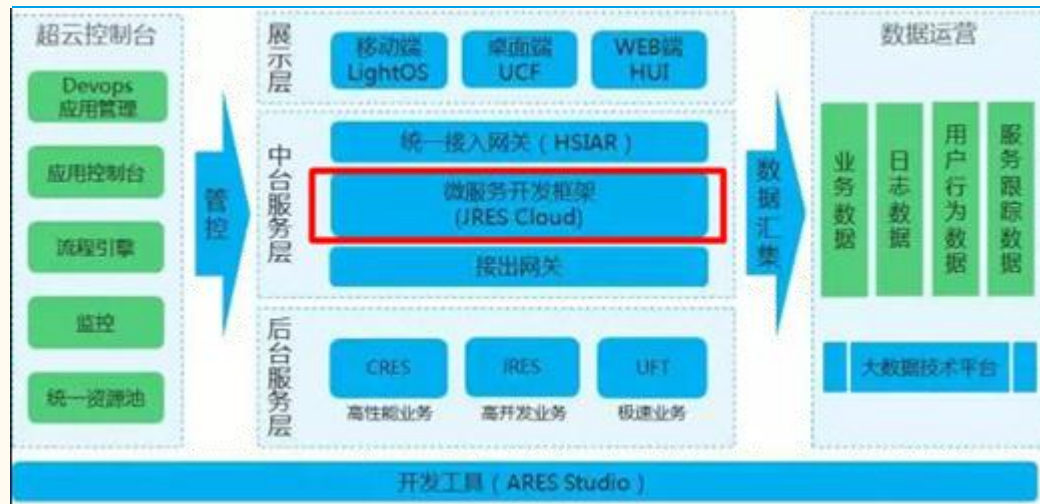 超云控制台
Devops
应用管理
应用控制台
流程引擎
监控
统一资源池
管控
展示层
移动端
LightOS
桌面端
UCF
WEB端
HUI
中台服务层
统一接入网关（HSIAR）
微服务开发框架
(JRES Cloud)
接出网关
后台服务层
CRES
JRES
UFT
高性能业务
高并发业务
极速业务
数据汇集
数据运营
业务数据
日志数据
用户行为数据
服务跟踪数据
大数据技术平台
开发工具（ARES Studio）